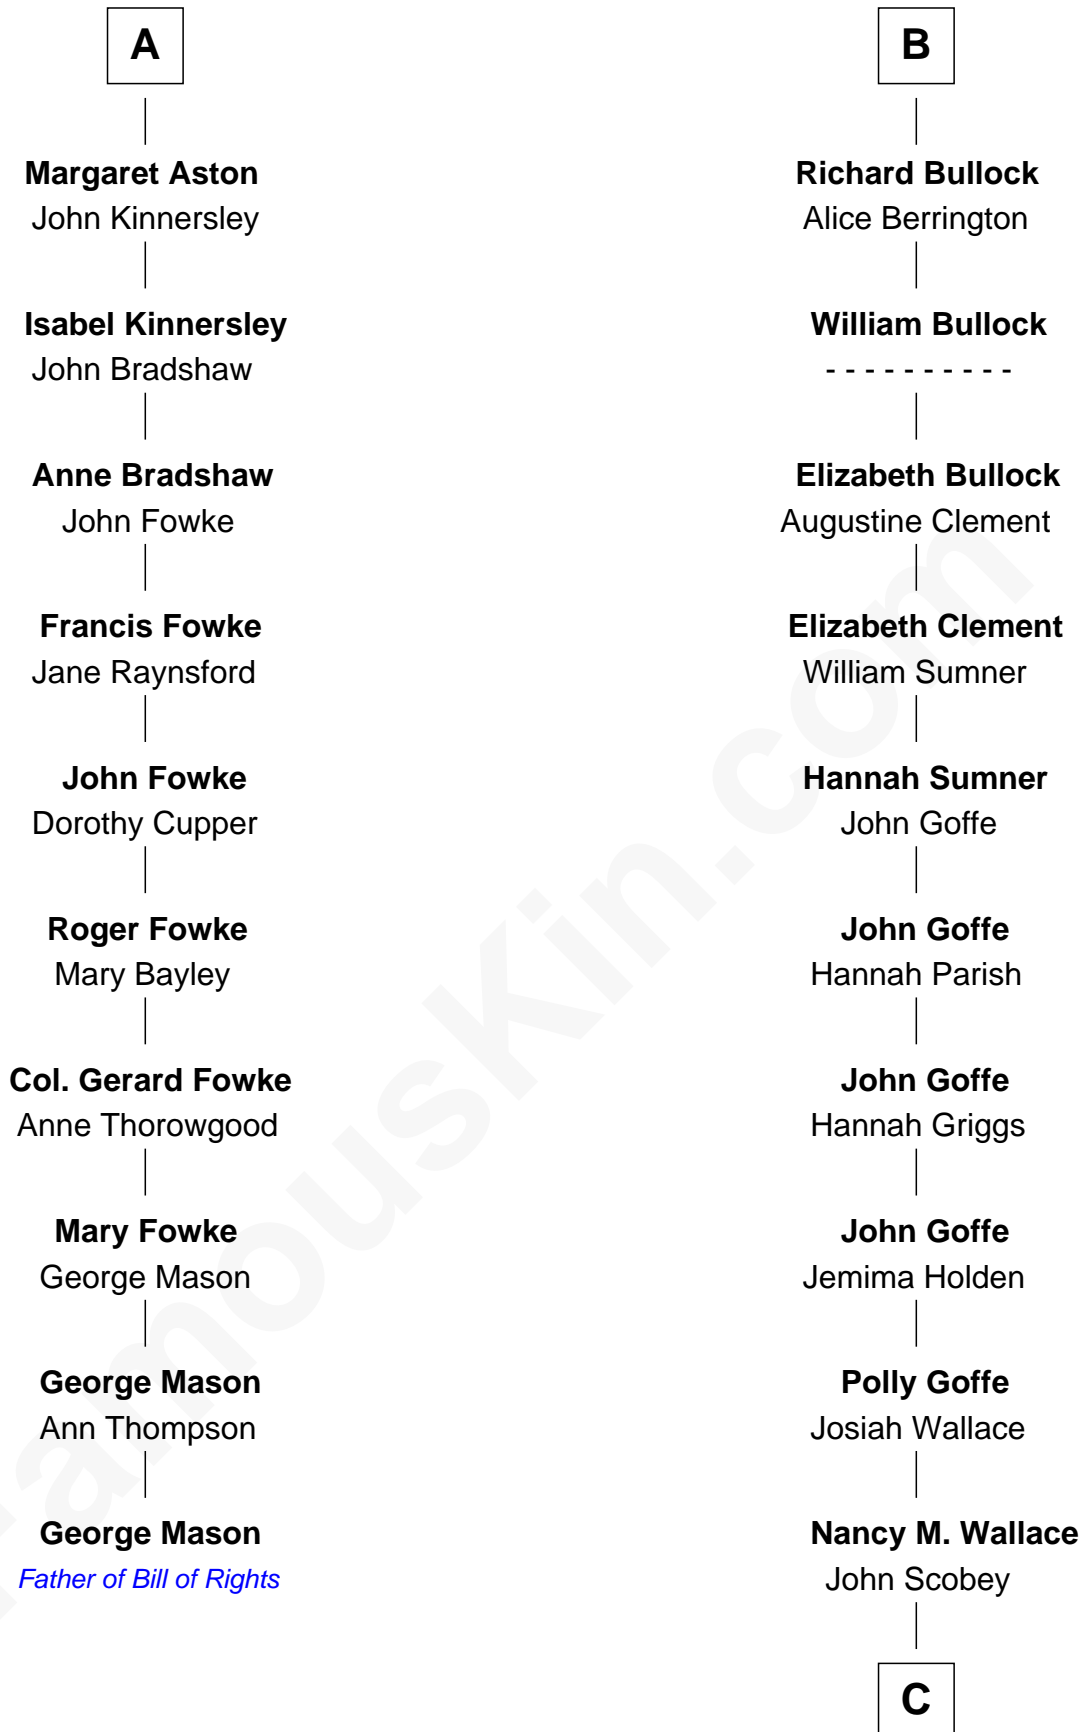 A
Margaret Aston
John Kinnersley
Isabel Kinnersley
John Bradshaw
Anne Bradshaw
John Fowke
Francis Fowke
Jane Raynsford
John Fowke
Dorothy Cupper
Roger Fowke
Mary Bayley
Col. Gerard Fowke
Anne Thorowgood
Mary Fowke
George Mason
George Mason
Ann Thompson
George Mason
Father of Bill of Rights
B
Richard Bullock
Alice Berrington
William Bullock
- - - - - - - - - -
Elizabeth Bullock
Augustine Clement
Elizabeth Clement
William Sumner
Hannah Sumner
John Goffe
John Goffe
Hannah Parish
John Goffe
Hannah Griggs
John Goffe
Jemima Holden
Polly Goffe
Josiah Wallace
Nancy M. Wallace
John Scobey
C
FamousKin.com